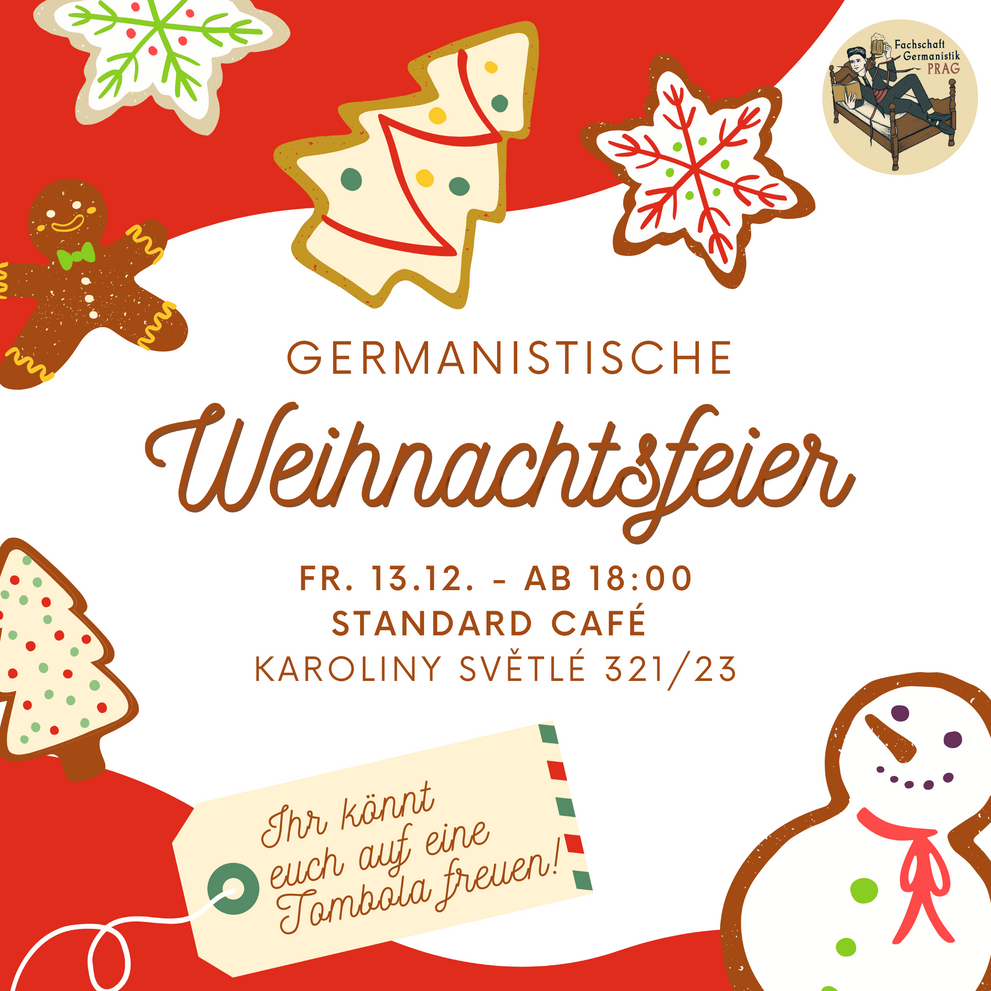 Fachschaft
Germanistik
PRAG
GERMANISTISCHE
Weihnachtsfeier
FR. 13.12. - AB 18:00
STANDARD CAFÉ
KAROLINY SVĚTLÉ 321/23
Ihr könnt
euch auf eine
Tombola freuen!